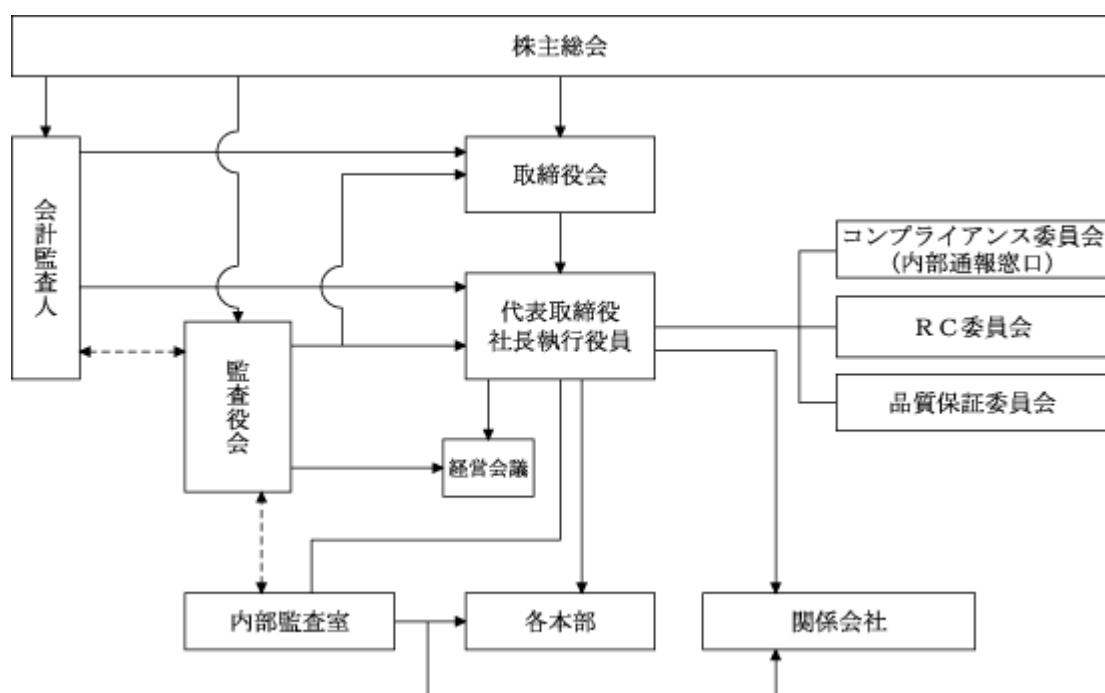 株主総会
取締役会
会計監査人
コンプライアンス委員会
(内部通報窓口)
代表取締役
社長執行役員
RC委員会
監査役会
品質保証委員会
経営会議
内部監査室
各本部
関係会社